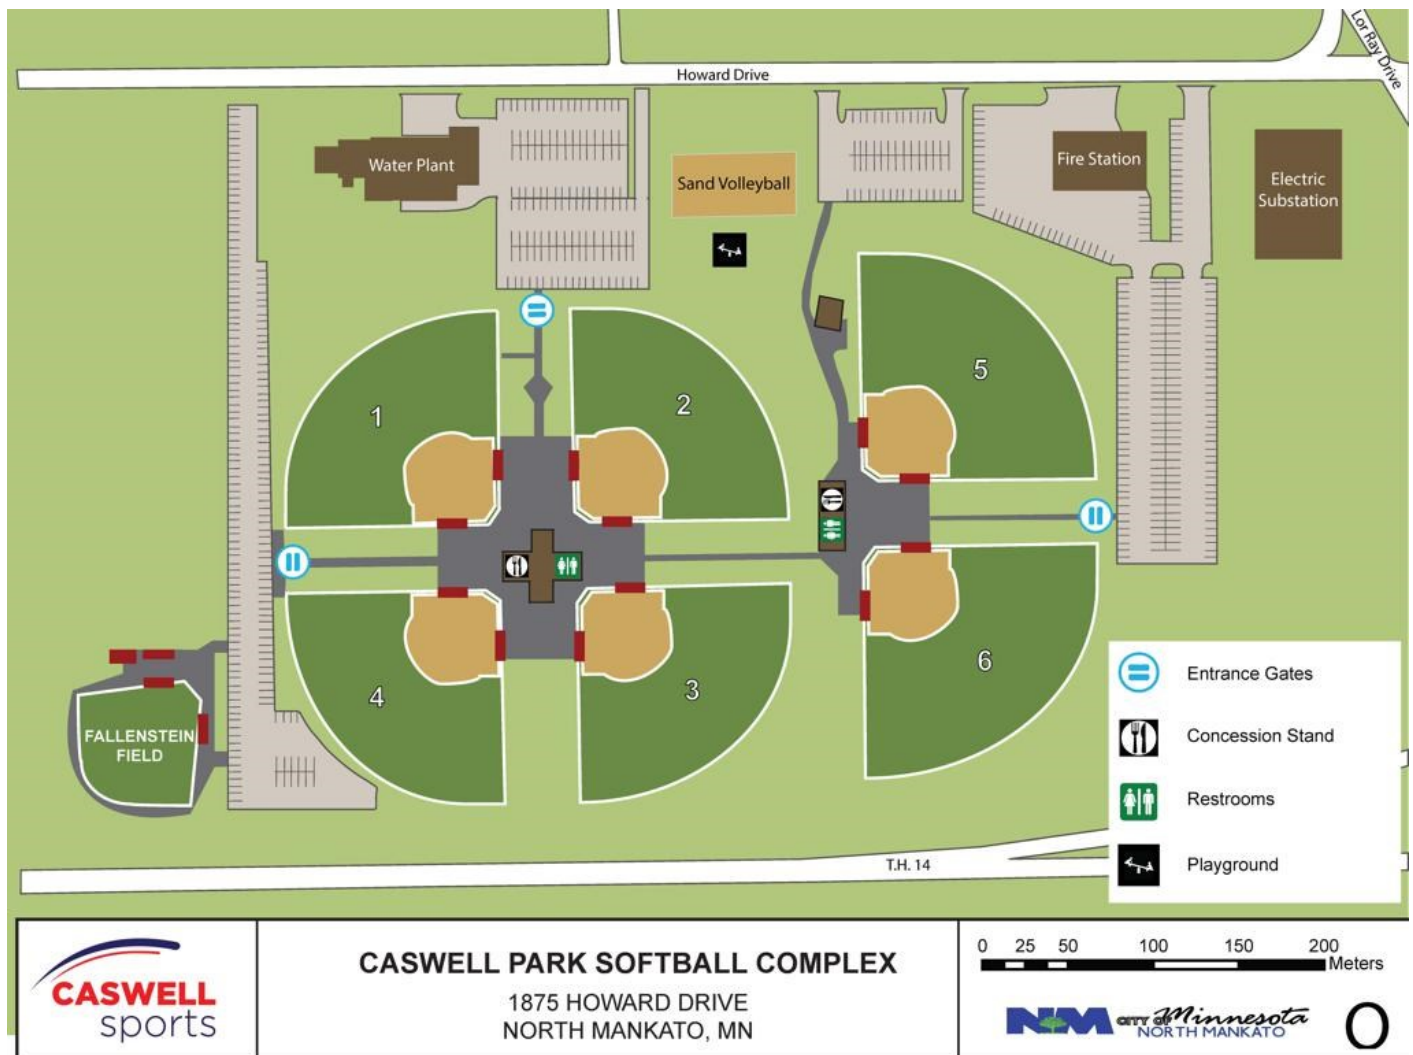 Howard Drive
Lor Ray Drive
Water Plant
Sand Volleyball
Fire Station
Electric
Substation
1
2
5
4
3
6
FALLENSTEIN
FIELD
Entrance Gates
Concession Stand
Restrooms
Playground
T.H. 14
CASWELL
sports
CASWELL PARK SOFTBALL COMPLEX
1875 HOWARD DRIVE
NORTH MANKATO, MN
0 25 50 100 150 200
Meters
NM CITY OF Minnesota
NORTH MANKATO
O